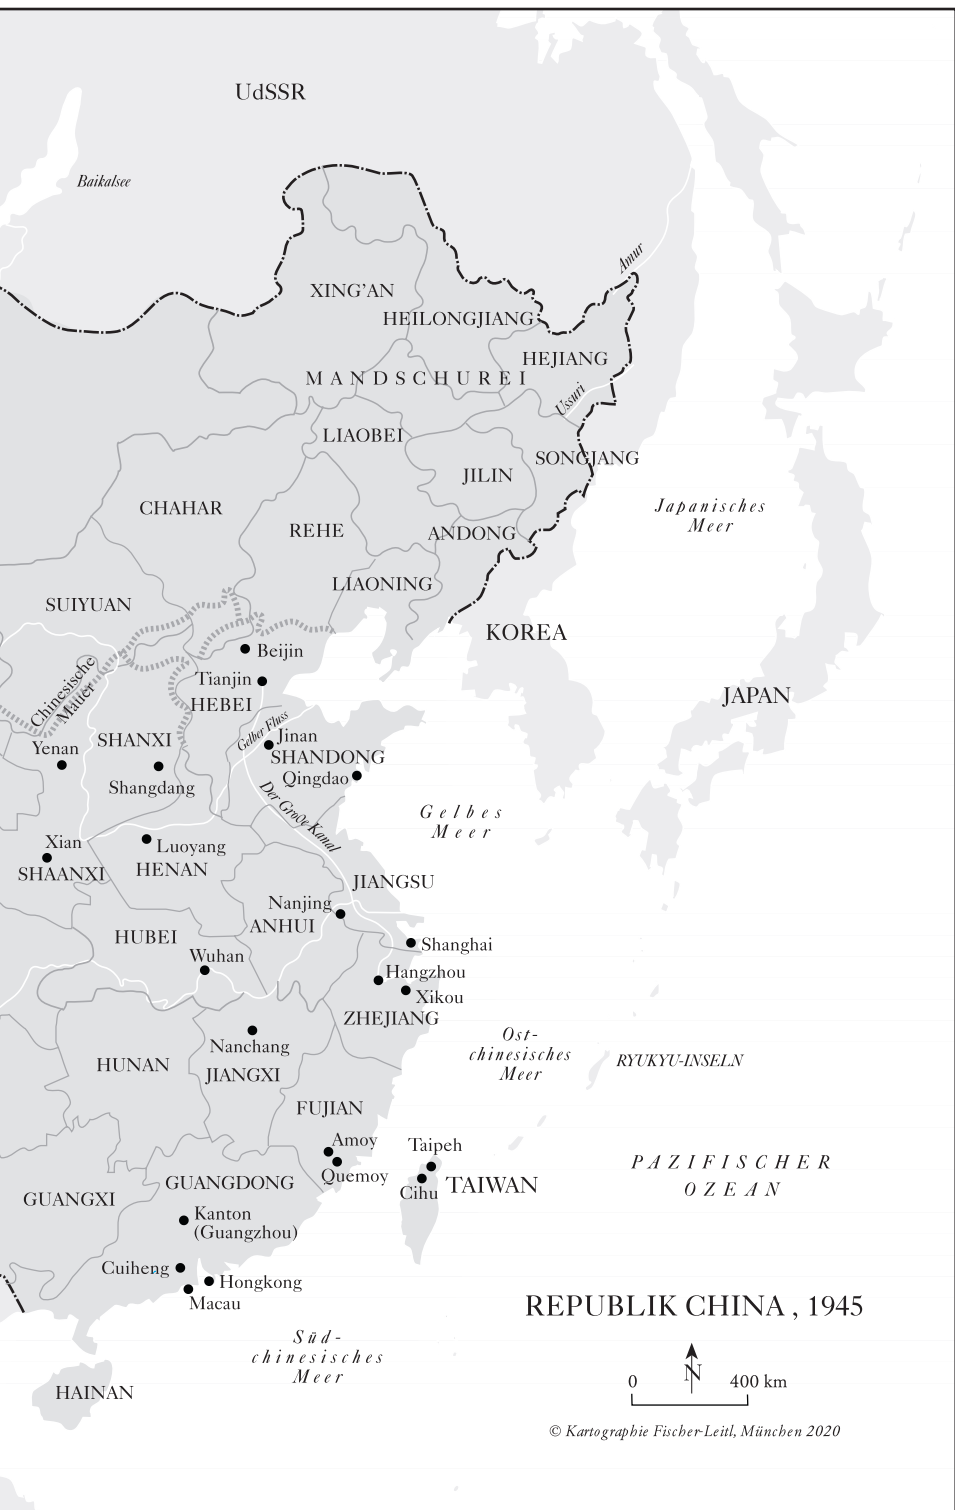 UdSSR
Baikalsee
Amur
XING’AN
HEILONGJIANG
HEJIANG
MANDSCHUREI
Ussuri
LIAOBEI
SONGJANG
JILIN
CHAHAR
Japanisches
Meer
REHE
ANDONG
LIAONING
SUIYUAN
KOREA
Beijin
Chinesische
Mauer
Tianjin
JAPAN
HEBEI
Gelber Fluss
Jinan
Yenan
SHANXI
SHANDONG
Qingdao
Shangdang
Der Große Kanal
Gelbes
Meer
Xian
Luoyang
SHAANXI
HENAN
JIANGSU
Nanjing
ANHUI
HUBEI
Shanghai
Wuhan
Hangzhou
Xikou
ZHEJIANG
Nanchang
Ost-
chinesisches
Meer
RYUKYU-INSELN
HUNAN
JIANGXI
FUJIAN
Amoy
Taipeh
Quemoy
PAZIFISCHER
OZEAN
GUANGDONG
Cihu
TAIWAN
GUANGXI
Kanton
(Guangzhou)
Cuiheng
Hongkong
Macau
REPUBLIK CHINA , 1945
Süd-
chinesisches
Meer
N
0 400 km
HAINAN
© Kartographie Fischer-Leitl, München 2020